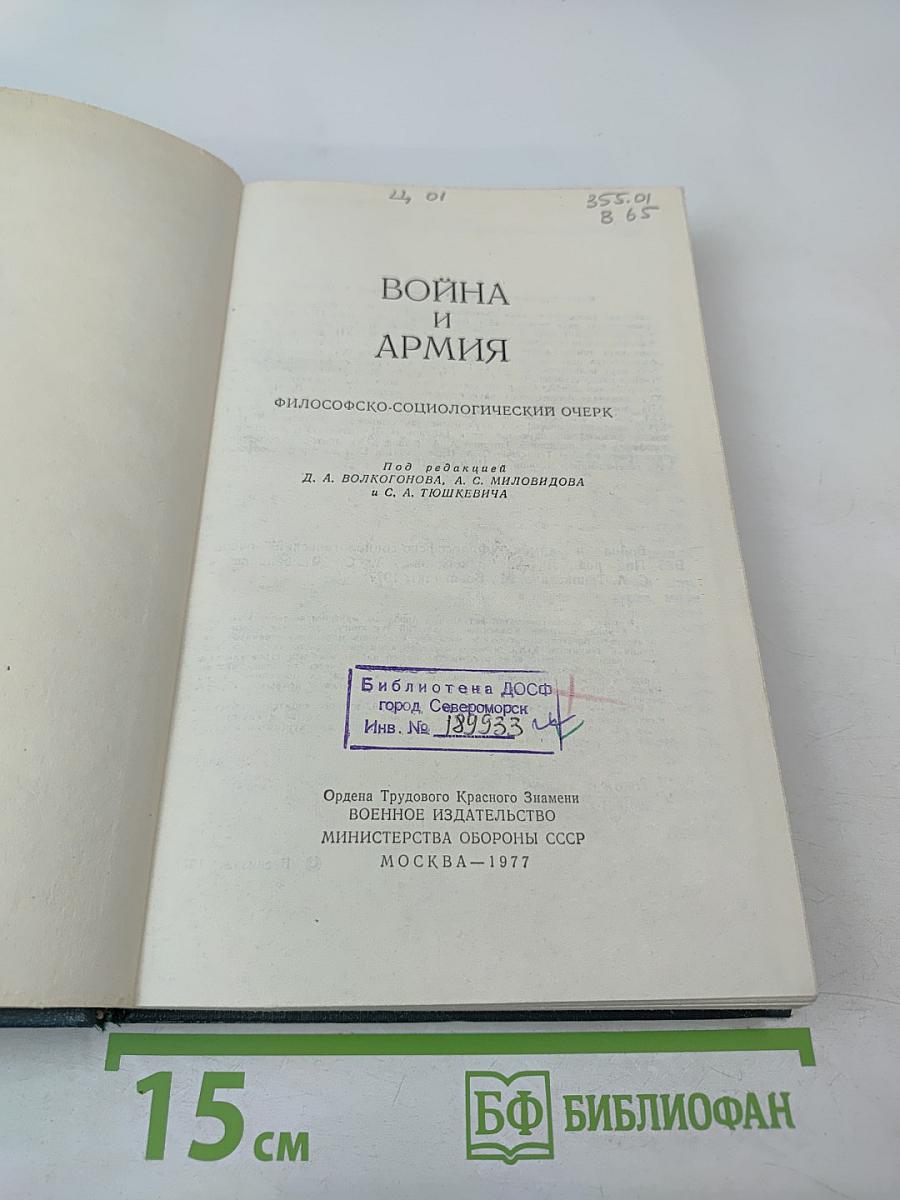 Ц 01
355.01
В 65
ВОЙНА
И
АРМИЯ
ФИЛОСОФСКО-СОЦИОЛОГИЧЕСКИЙ ОЧЕРК
Под редакцией
Д. А. ВОЛКОГОНОВА, А. С. МИЛОВИДОВА
и С. А. ТЮШКЕВИЧА
Библиотека ДОСФ
город Североморск
Инв. № 189933
Ордена Трудового Красного Знамени
ВОЕННОЕ ИЗДАТЕЛЬСТВО
МИНИСТЕРСТВА ОБОРОНЫ СССР
МОСКВА—1977
15 см
БФ БИБЛИОФАН